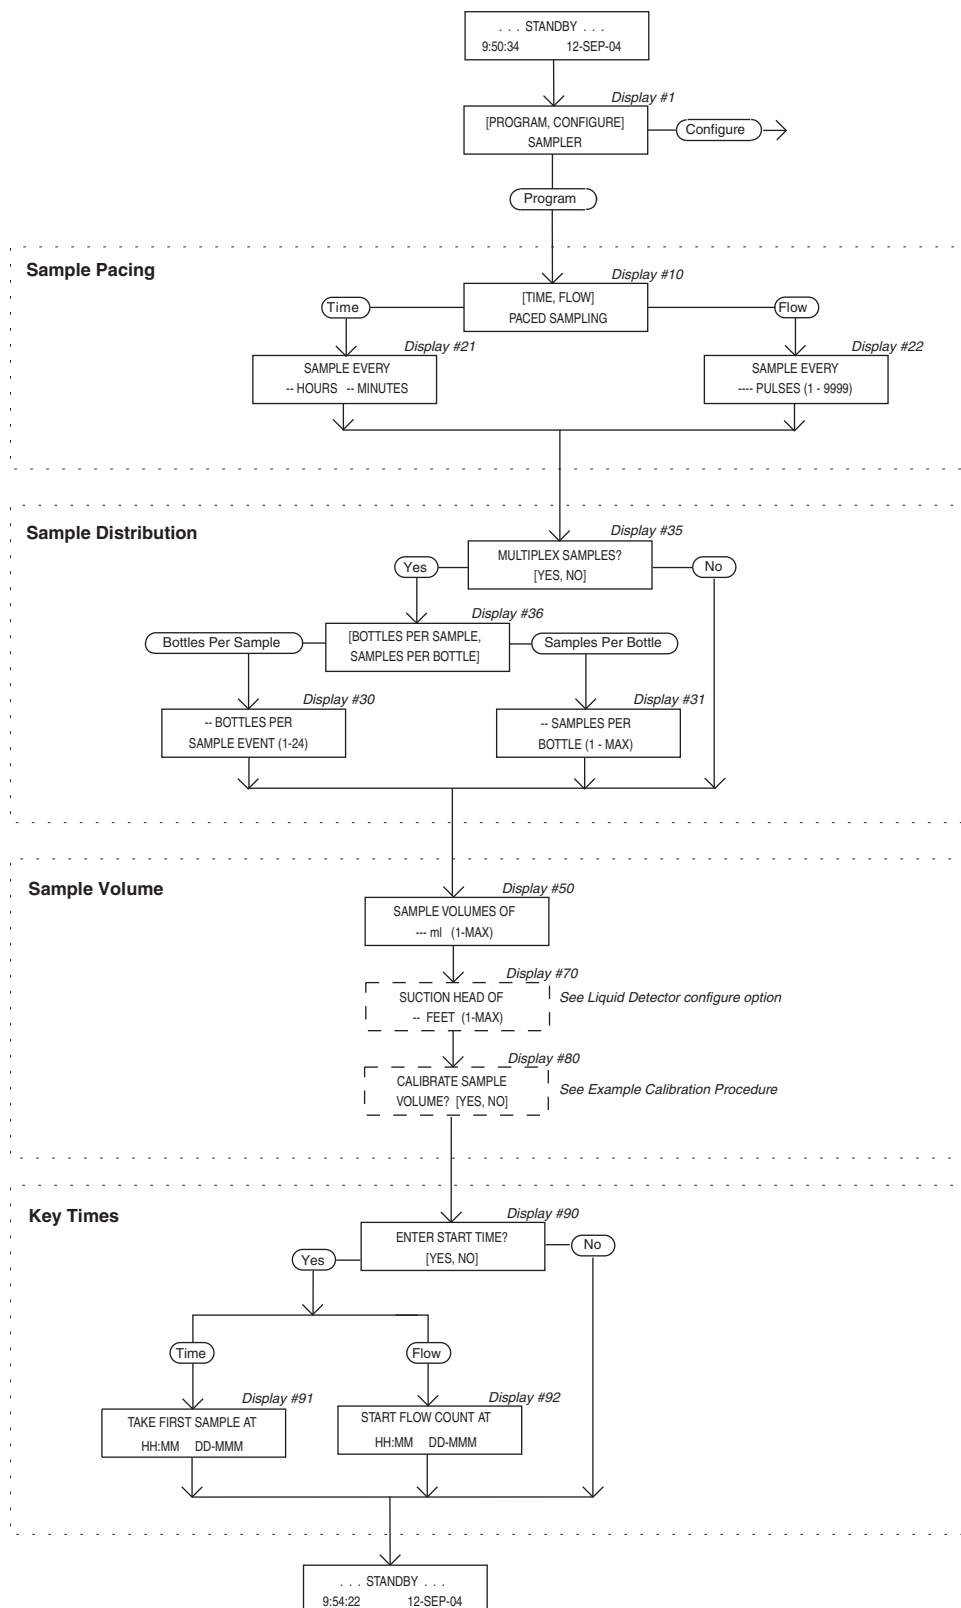 . . . STANDBY . . .
9:50:34 12-SEP-04
Display #1
[PROGRAM, CONFIGURE]
SAMPLER
Configure
Program
Sample Pacing
Display #10
[TIME, FLOW]
PACED SAMPLING
Time
Flow
Display #21
SAMPLE EVERY
-- HOURS -- MINUTES
Display #22
SAMPLE EVERY
---- PULSES (1 - 9999)
Sample Distribution
Display #35
MULTIPLEX SAMPLES?
[YES, NO]
Yes
No
Display #36
[BOTTLES PER SAMPLE,
SAMPLES PER BOTTLE]
Bottles Per Sample
Samples Per Bottle
Display #30
-- BOTTLES PER
SAMPLE EVENT (1-24)
Display #31
-- SAMPLES PER
BOTTLE (1 - MAX)
Sample Volume
Display #50
SAMPLE VOLUMES OF
--- ml (1-MAX)
Display #70
SUCTION HEAD OF
-- FEET (1-MAX)
See Liquid Detector configure option
Display #80
CALIBRATE SAMPLE
VOLUME? [YES, NO]
See Example Calibration Procedure
Key Times
Display #90
ENTER START TIME?
[YES, NO]
Yes
No
Time
Flow
Display #91
TAKE FIRST SAMPLE AT
HH:MM DD-MMM
Display #92
START FLOW COUNT AT
HH:MM DD-MMM
. . . STANDBY . . .
9:54:22 12-SEP-04